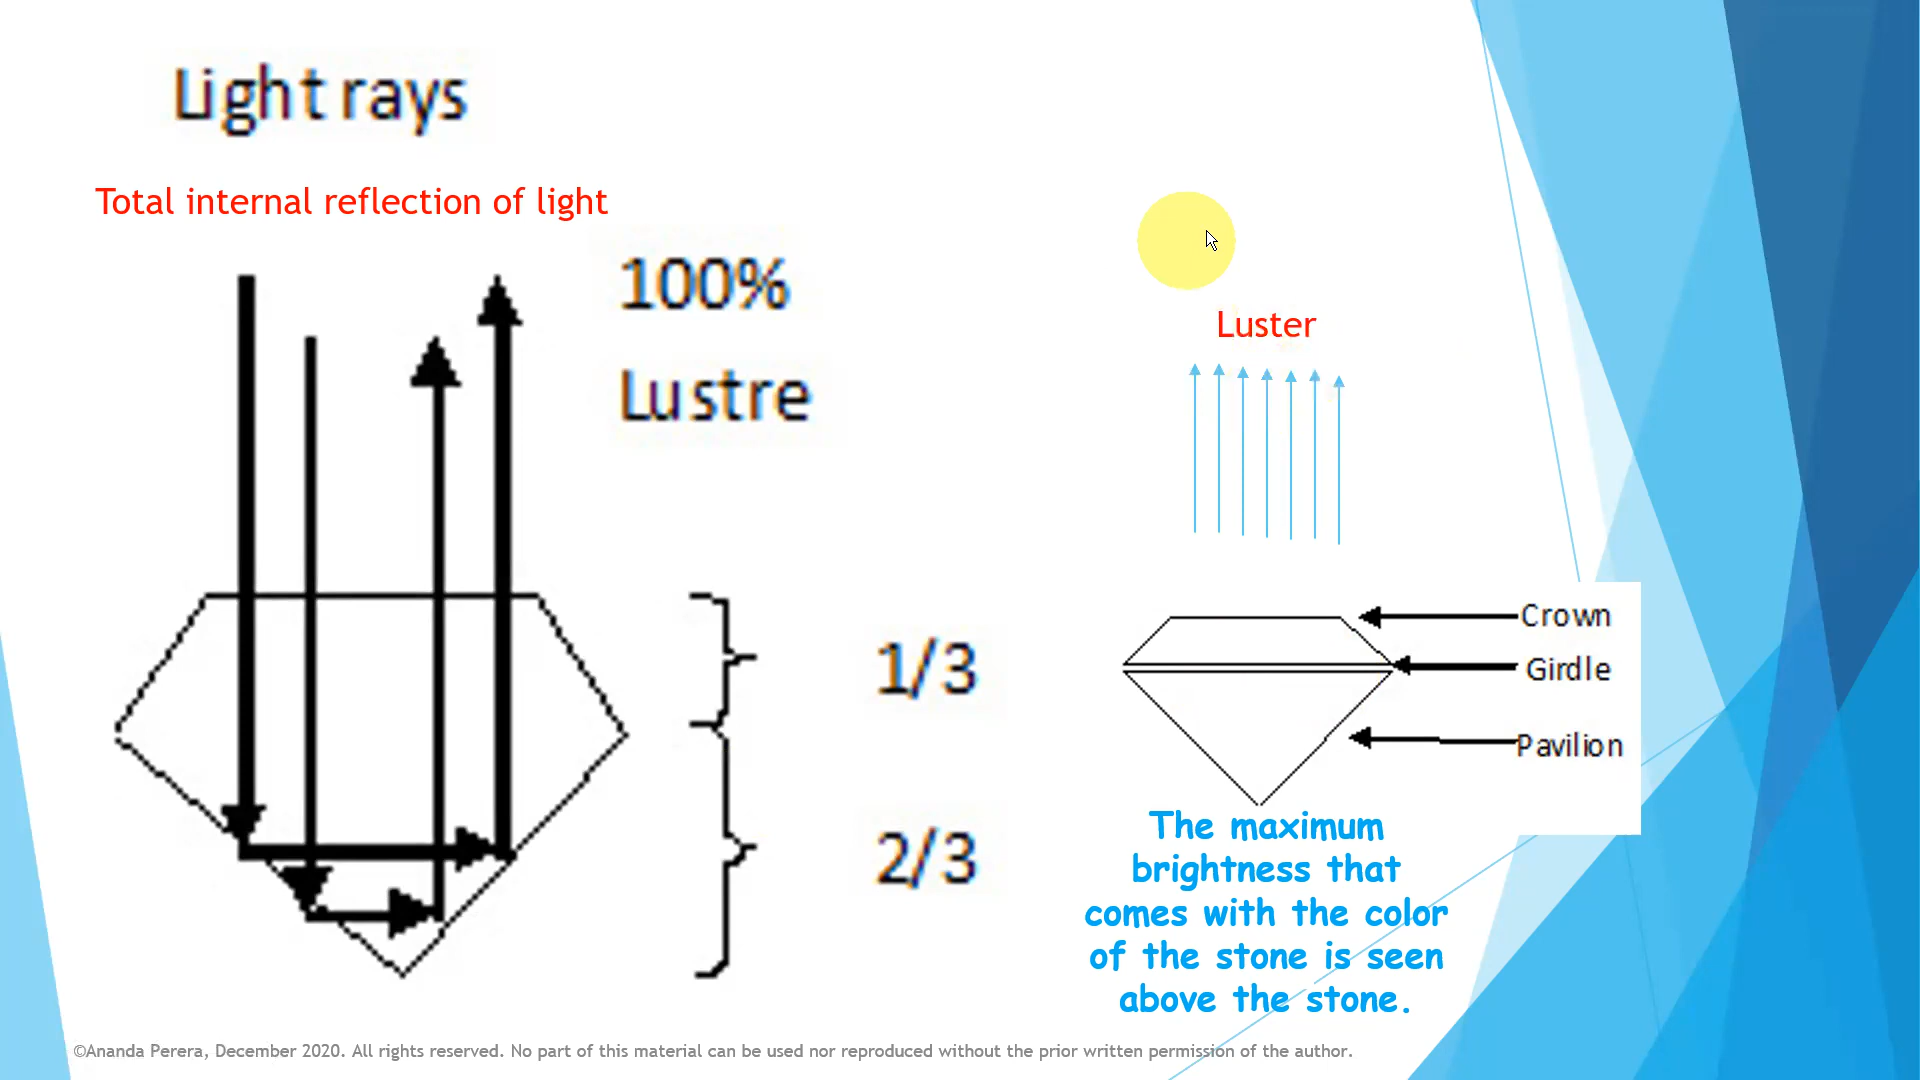 Light rays
Total internal reflection of light
100%
Lustre
1/3
2/3
Luster
Crown
Girdle
Pavilion
The maximum
brightness that
comes with the color
of the stone is seen
above the stone.
©Ananda Perera, December 2020. All rights reserved. No part of this material can be used nor reproduced without the prior written permission of the author.